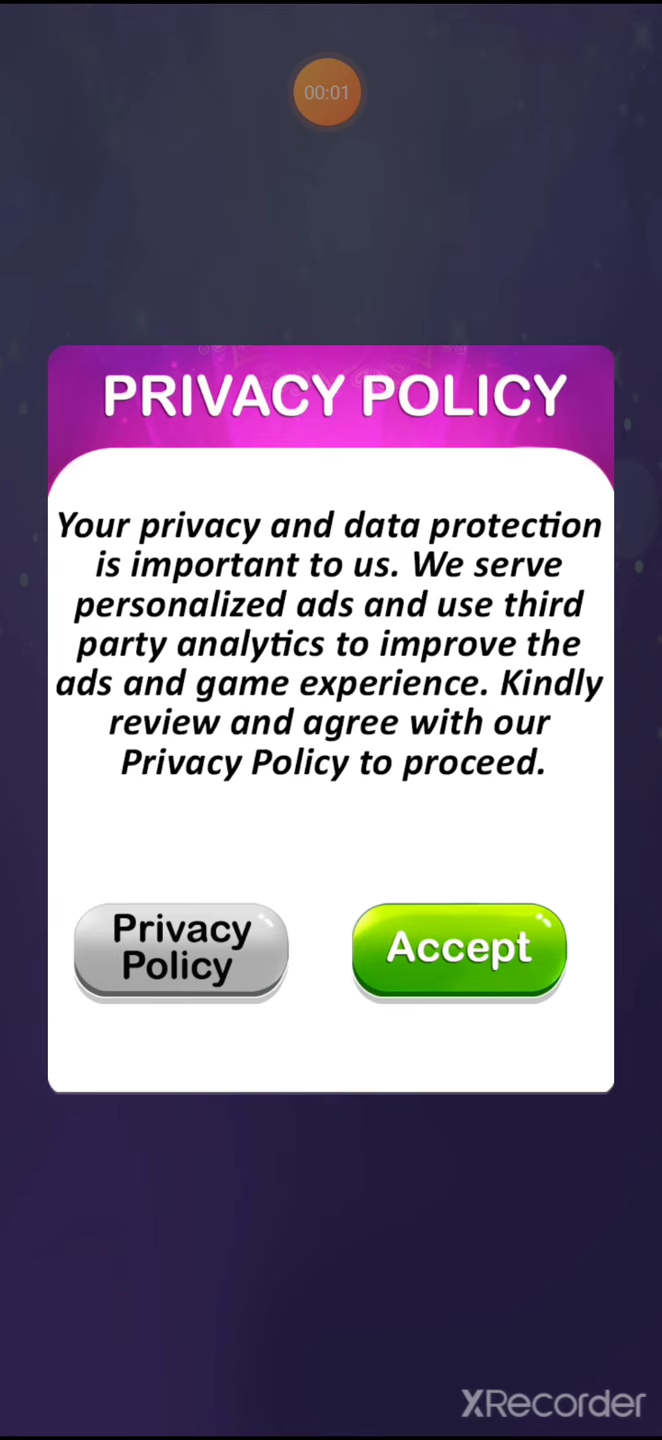 00:01
PRIVACY POLICY
Your privacy and data protection
is important to us. We serve
personalized ads and use third
party analytics to improve the
ads and game experience. Kindly
review and agree with our
Privacy Policy to proceed.
Privacy
Policy
Accept
XRecorder